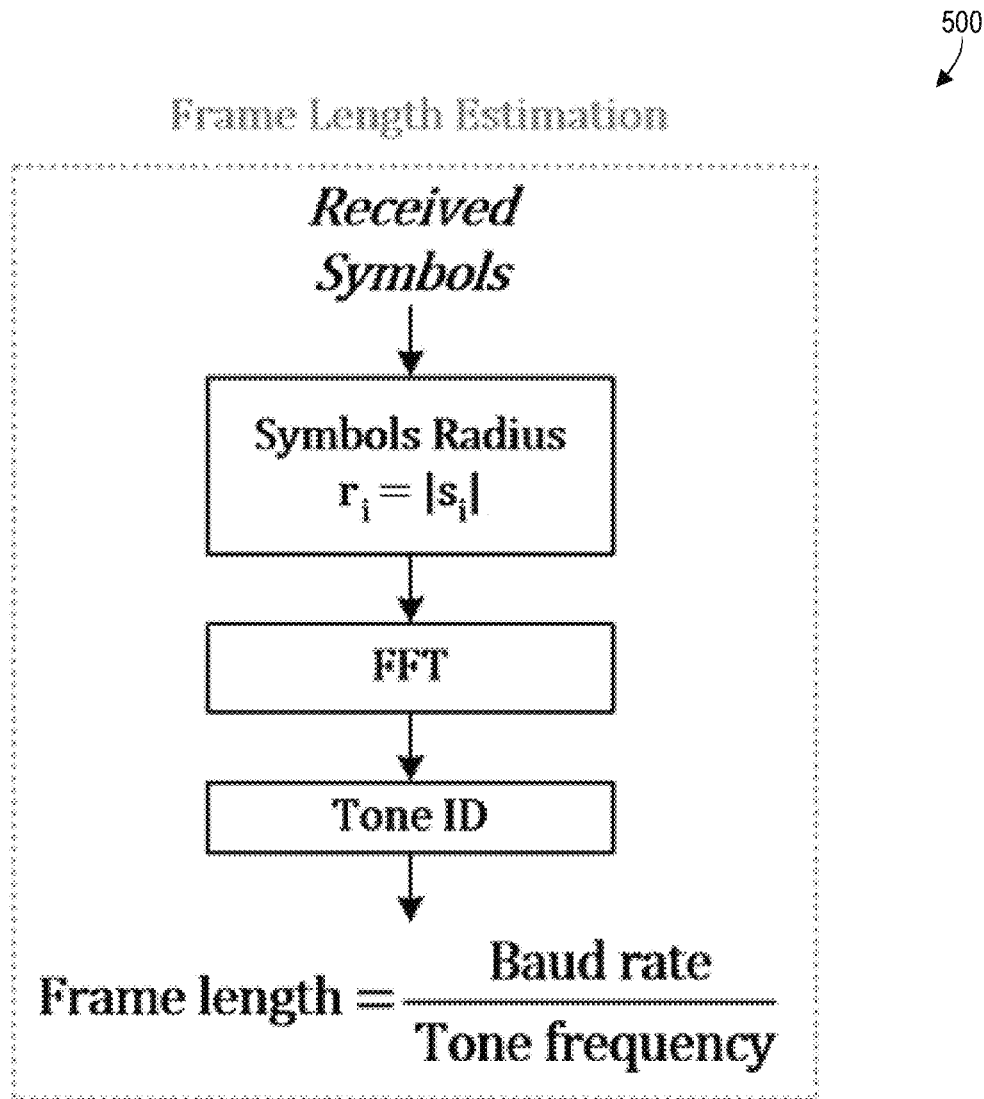 500
Frame Length Estimation
Received
Symbols
Symbols Radius
rᵢ = |sᵢ|
FFT
Tone ID
Frame length = Baud rate / Tone frequency